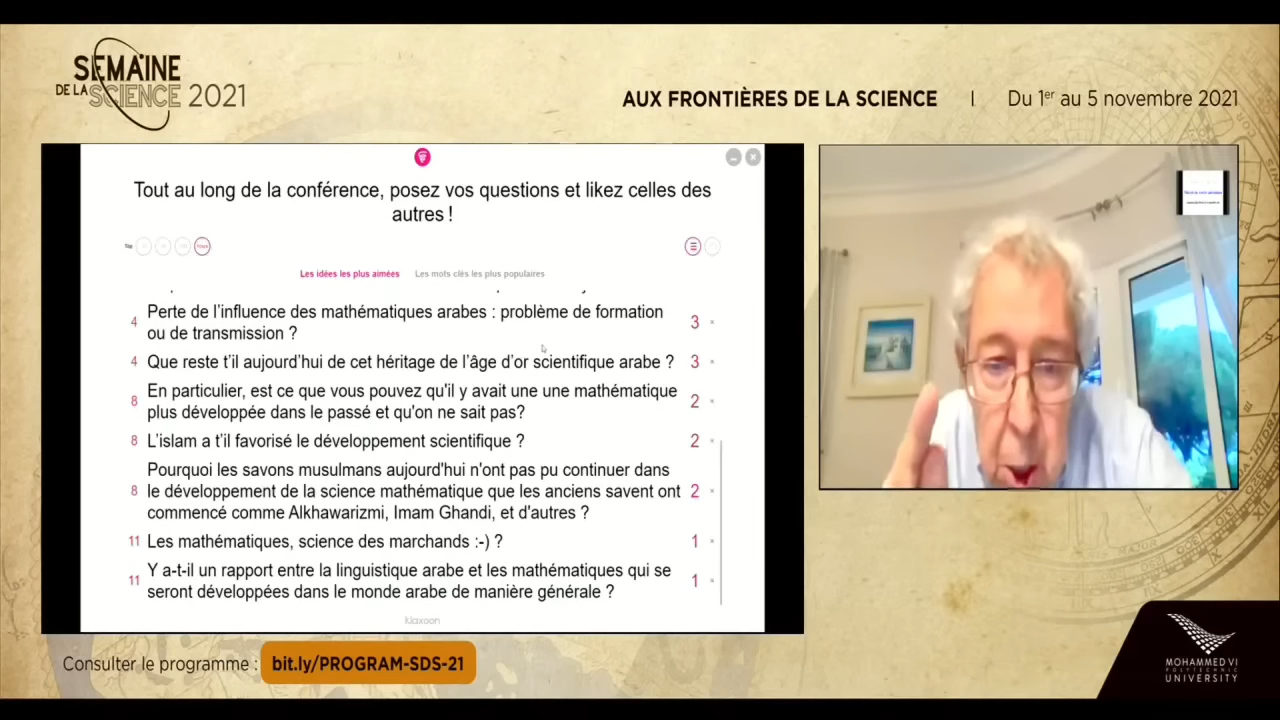 SEMAINE
DE LA SCIENCE 2021
AUX FRONTIÈRES DE LA SCIENCE | Du 1er au 5 novembre 2021
Tout au long de la conférence, posez vos questions et likez celles des
autres !
Top
Les idées les plus aimées Les mots clés les plus populaires
4 Perte de l'influence des mathématiques arabes : problème de formation 3
ou de transmission ?
4 Que reste t'il aujourd'hui de cet héritage de l'âge d'or scientifique arabe ? 3
8 En particulier, est ce que vous pouvez qu'il y avait une une mathématique 2
plus développée dans le passé et qu'on ne sait pas?
8 L'islam a t'il favorisé le développement scientifique ? 2
Pourquoi les savons musulmans aujourd'hui n'ont pas pu continuer dans
8 le développement de la science mathématique que les anciens savent ont 2
commencé comme Alkhawarizmi, Imam Ghandi, et d'autres ?
11 Les mathématiques, science des marchands :-) ? 1
11 Y a-t-il un rapport entre la linguistique arabe et les mathématiques qui se 1
seront développées dans le monde arabe de manière générale ?
klaxoon
Consulter le programme : bit.ly/PROGRAM-SDS-21
MOHAMMED VI
POLYTECHNIC
UNIVERSITY